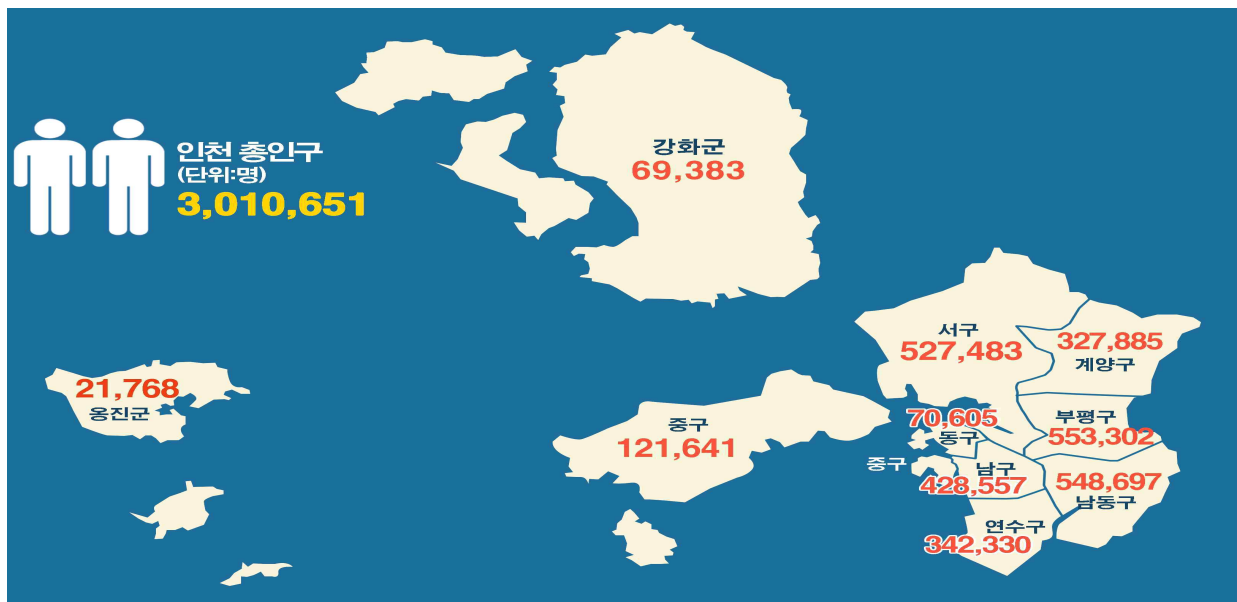 인천 총인구
(단위:명)
3,010,651
강화군
69,383
서구
527,483
327,885
계양구
21,768
옹진군
중구
121,641
70,605
동구
부평구
553,302
중구
남구
428,557
548,697
남동구
연수구
342,330